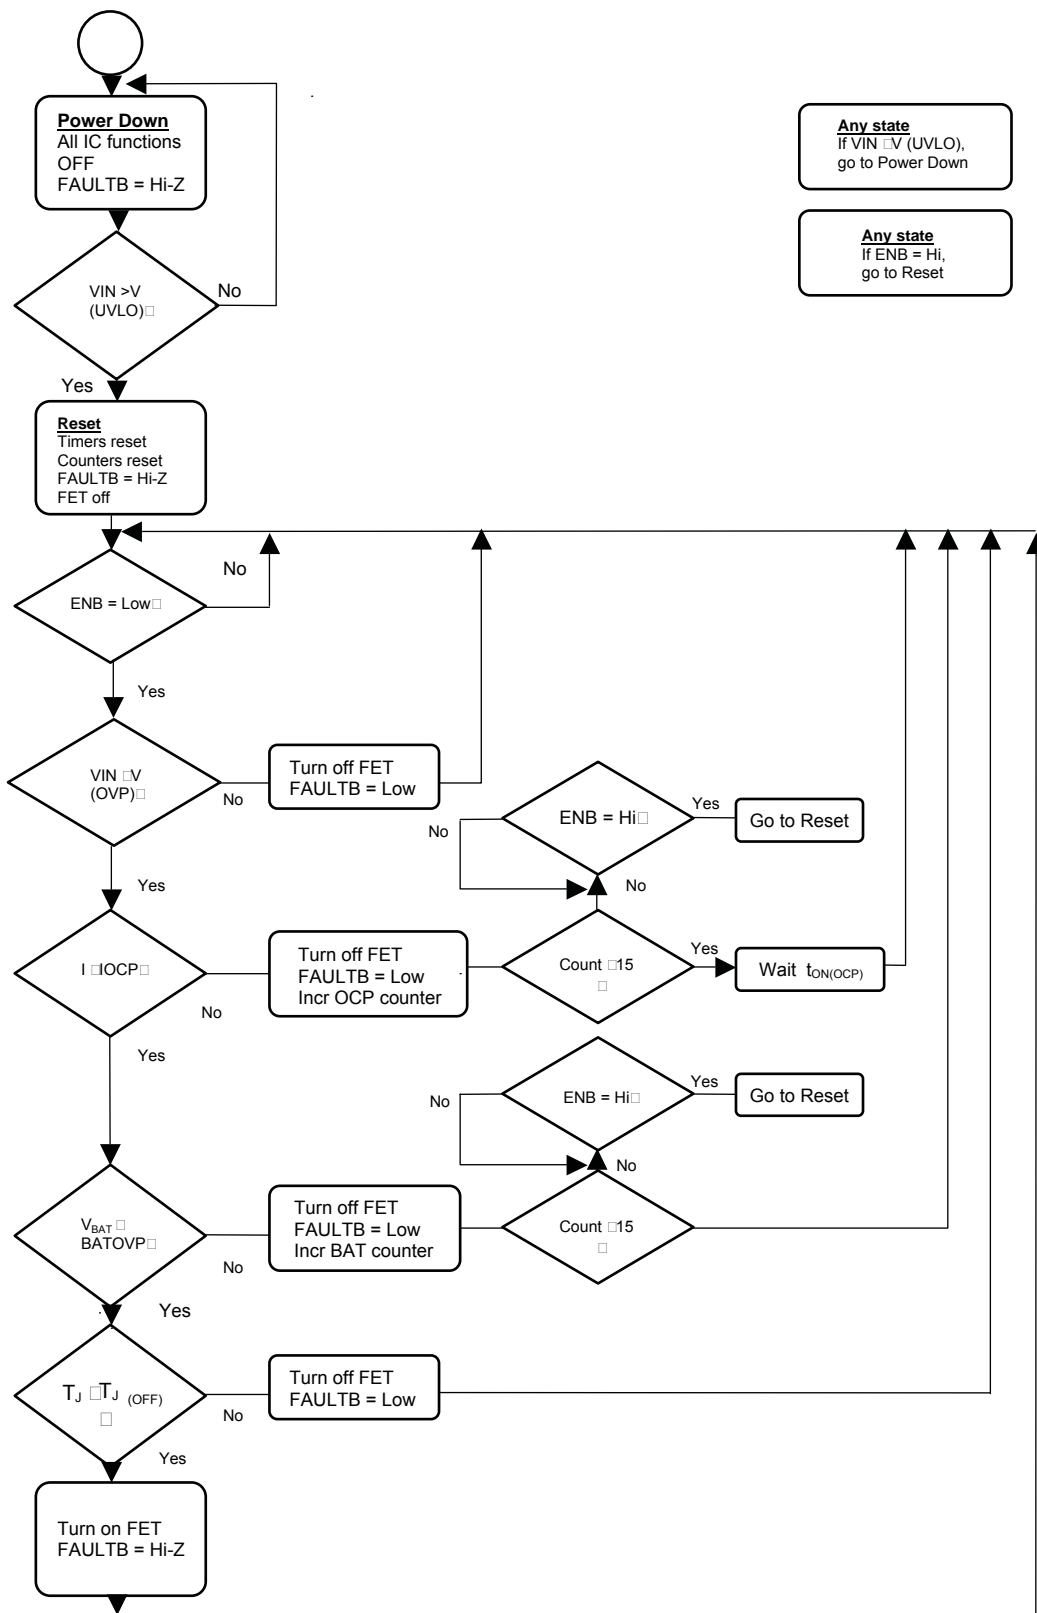 Power Down
All IC functions
OFF
FAULTB = Hi-Z
Any state
If VIN □V (UVLO),
go to Power Down
Any state
If ENB = Hi,
go to Reset
VIN >V
(UVLO)□
No
Yes
Reset
Timers reset
Counters reset
FAULTB = Hi-Z
FET off
ENB = Low□
No
Yes
VIN □V
(OVP)□
No
Turn off FET
FAULTB = Low
Yes
ENB = Hi□
Yes
Go to Reset
No
No
I □IOCP□
No
Turn off FET
FAULTB = Low
Incr OCP counter
Count □15
□
Yes
Wait tON(OCP)
Yes
ENB = Hi□
Yes
Go to Reset
No
No
VBAT □
BATOVP□
No
Turn off FET
FAULTB = Low
Incr BAT counter
Count □15
□
Yes
TJ □TJ (OFF)
□
No
Turn off FET
FAULTB = Low
Yes
Turn on FET
FAULTB = Hi-Z